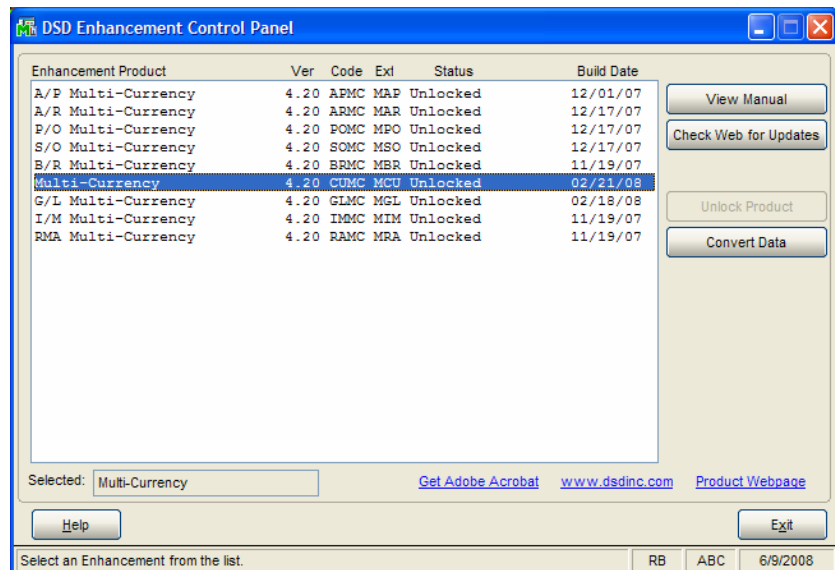 DSD Enhancement Control Panel
Enhancement Product Ver Code Ext Status Build Date
A/P Multi-Currency 4.20 APMC MAP Unlocked 12/01/07
A/R Multi-Currency 4.20 ARMC MAR Unlocked 12/17/07
P/O Multi-Currency 4.20 POMC MPO Unlocked 12/17/07
S/O Multi-Currency 4.20 SOMC MSO Unlocked 12/17/07
B/R Multi-Currency 4.20 BRMC MBR Unlocked 11/19/07
Multi-Currency 4.20 CUMC MCU Unlocked 02/21/08
G/L Multi-Currency 4.20 GLMC MGL Unlocked 02/18/08
I/M Multi-Currency 4.20 IMMC MIM Unlocked 11/19/07
RMA Multi-Currency 4.20 RAMC MRA Unlocked 11/19/07
View Manual
Check Web for Updates
Unlock Product
Convert Data
Selected: Multi-Currency Get Adobe Acrobat www.dsdinc.com Product Webpage
Help Exit
Select an Enhancement from the list. RB ABC 6/9/2008